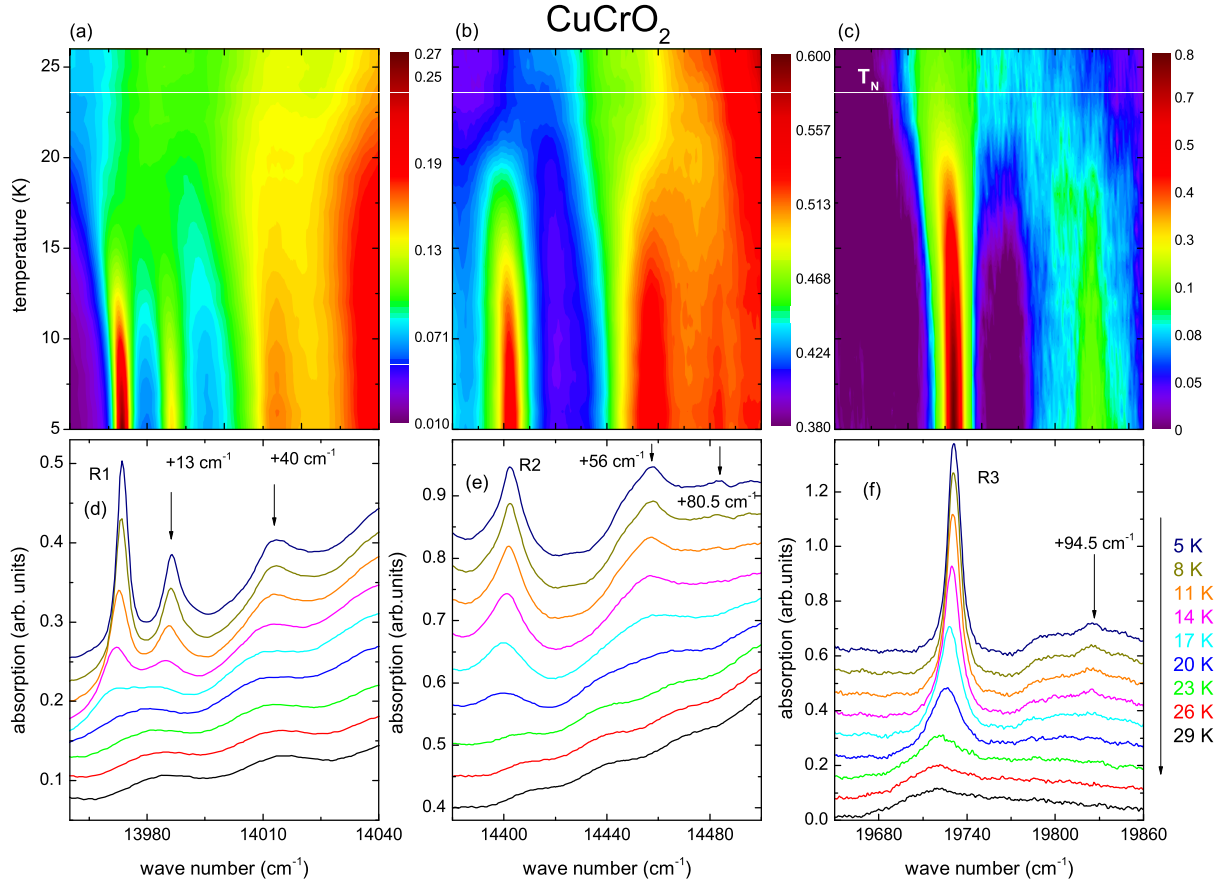 CuCrO2
(a)
(b)
(c)
temperature (K)
25
20
15
10
5
0.27
0.25
0.19
0.13
0.071
0.010
0.600
0.557
0.513
0.468
0.424
0.380
TN
0.8
0.7
0.5
0.4
0.3
0.1
0.08
0.05
0
absorption (arb.units)
0.5
0.4
0.3
0.2
0.1
R1
+13 cm-1
+40 cm-1
(d)
13980
14010
14040
wave number (cm-1)
absorption (arb.units)
0.9
0.8
0.7
0.6
0.5
0.4
(e)
R2
+56 cm-1
+80.5 cm-1
14400
14440
14480
wave number (cm-1)
absorption (arb.units)
1.2
1.0
0.8
0.6
0.4
0.2
0.0
(f)
R3
+94.5 cm-1
19680
19740
19800
19860
wave number (cm-1)
5 K
8 K
11 K
14 K
17 K
20 K
23 K
26 K
29 K